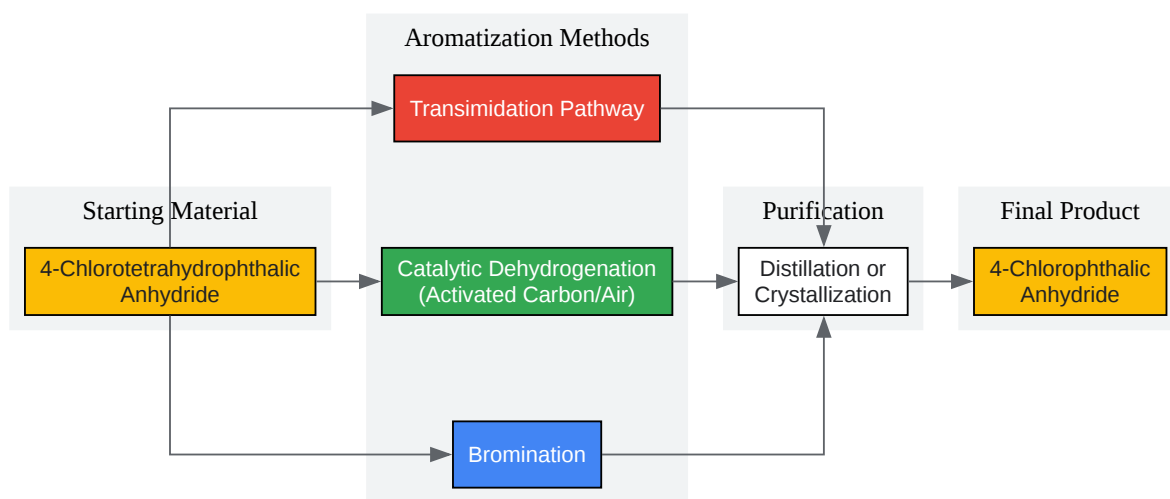 Aromatization Methods
Transimidation Pathway
Starting Material
4-Chlorotetrahydrophthalic
Anhydride
Catalytic Dehydrogenation
(Activated Carbon/Air)
Purification
Distillation or
Crystallization
Final Product
4-Chlorophthalic
Anhydride
Bromination